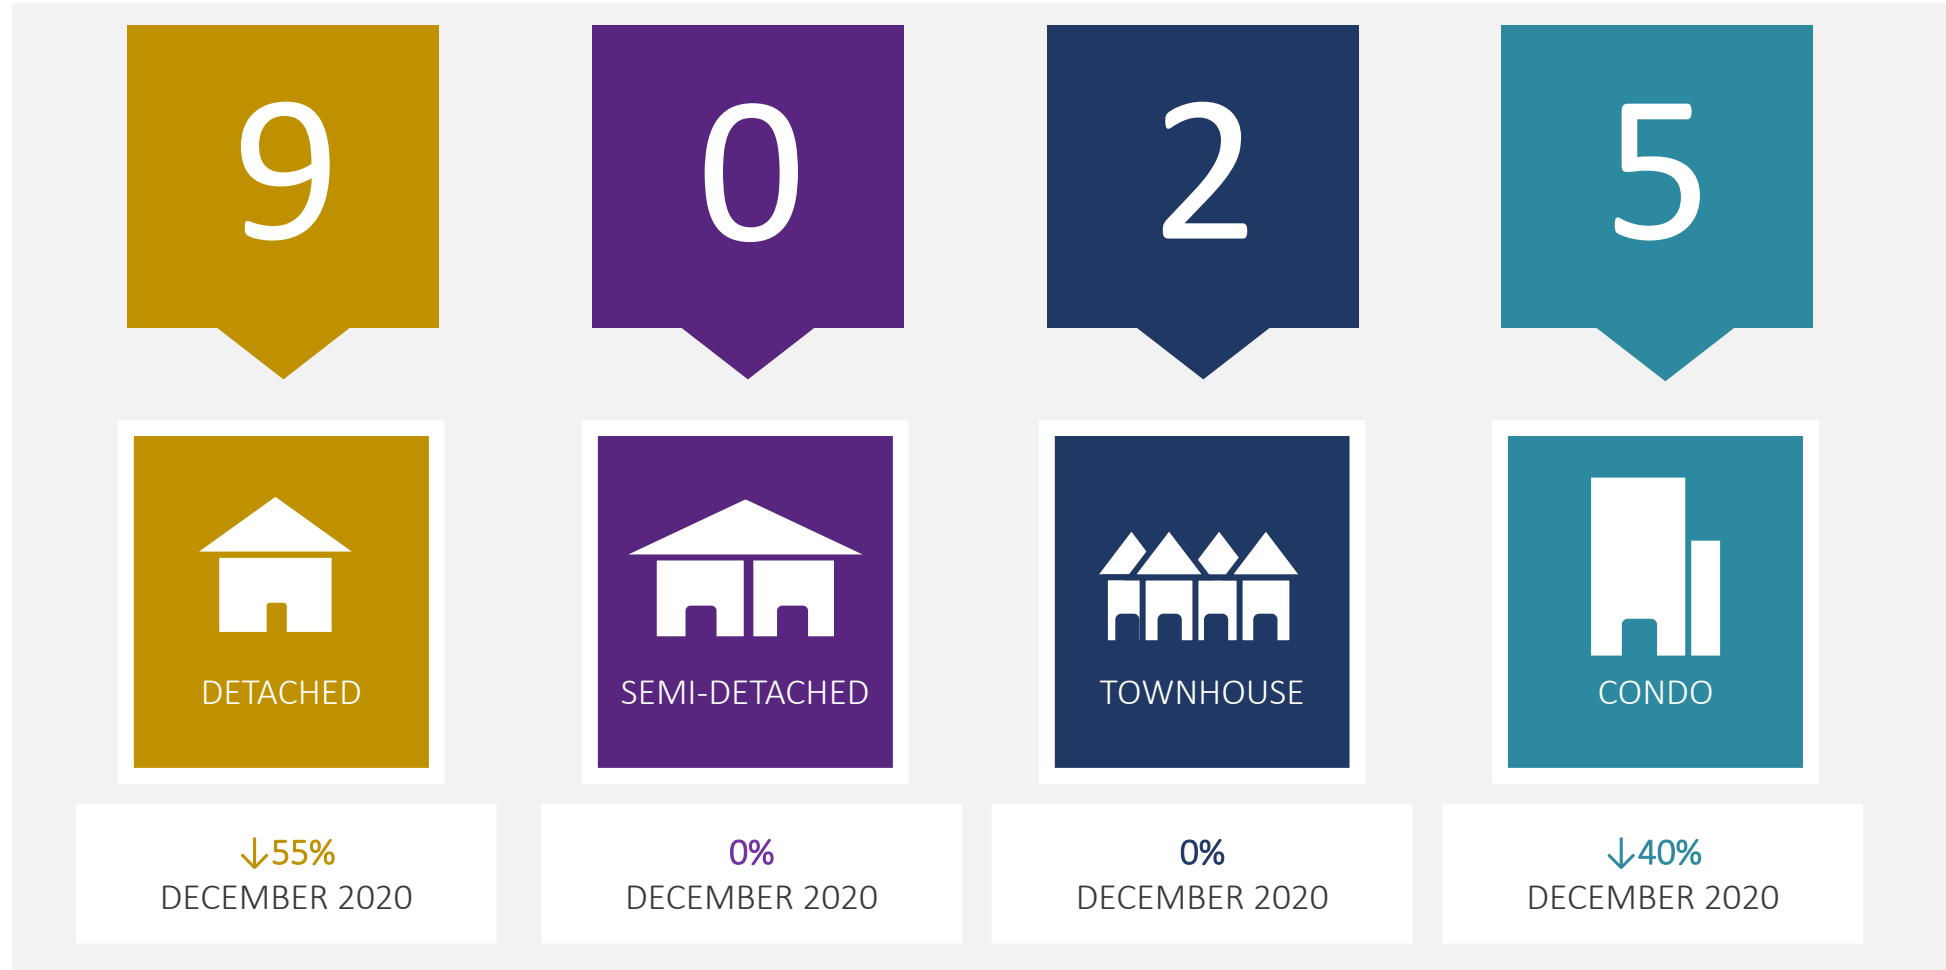 9
0
2
5
DETACHED
SEMI-DETACHED
TOWNHOUSE
CONDO
↓55%
DECEMBER 2020
0%
DECEMBER 2020
0%
DECEMBER 2020
↓40%
DECEMBER 2020